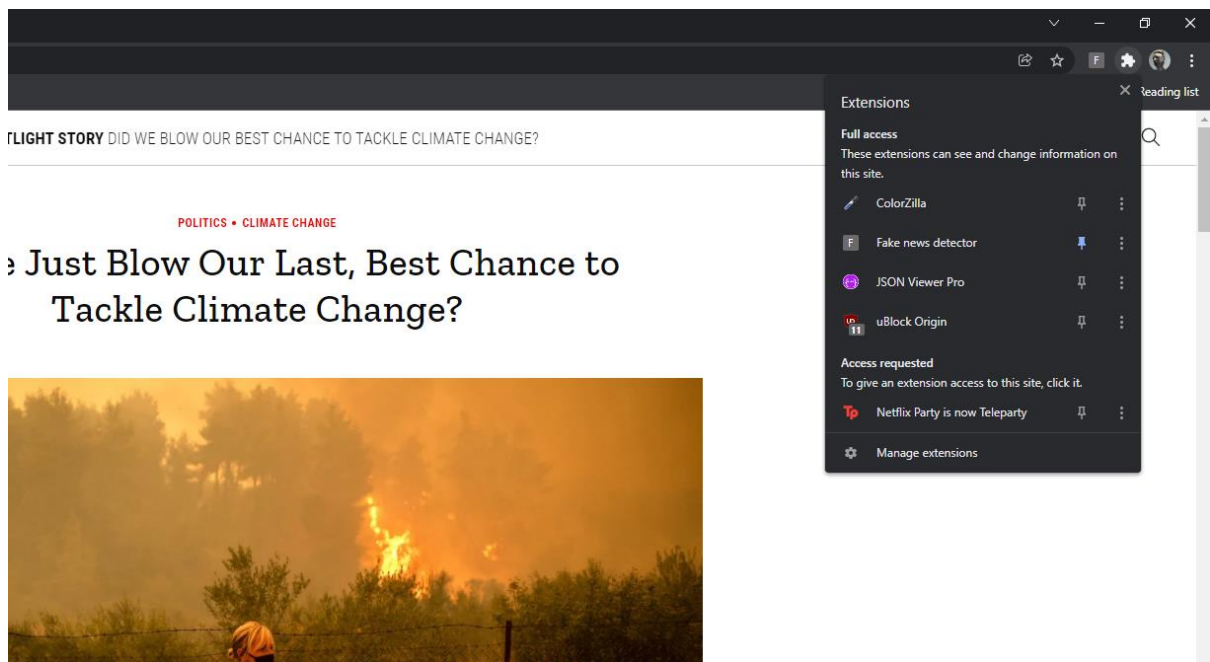 F
Reading list
TLIGHT STORY DID WE BLOW OUR BEST CHANCE TO TACKLE CLIMATE CHANGE?
POLITICS • CLIMATE CHANGE
e Just Blow Our Last, Best Chance to
Tackle Climate Change?
Extensions
Full access
These extensions can see and change information on
this site.
ColorZilla
F Fake news detector
JSON Viewer Pro
11 uBlock Origin
Access requested
To give an extension access to this site, click it.
Tp Netflix Party is now Teleparty
Manage extensions